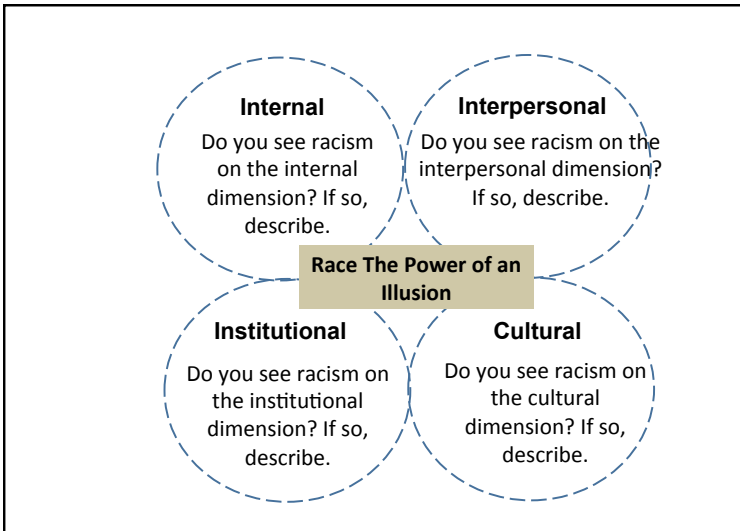 Internal
Do you see racism
on the internal
dimension? If so,
describe.
Interpersonal
Do you see racism on the
interpersonal dimension?
If so, describe.
Race The Power of an
Illusion
Institutional
Do you see racism on
the institutional
dimension? If so,
describe.
Cultural
Do you see racism on
the cultural
dimension? If so,
describe.